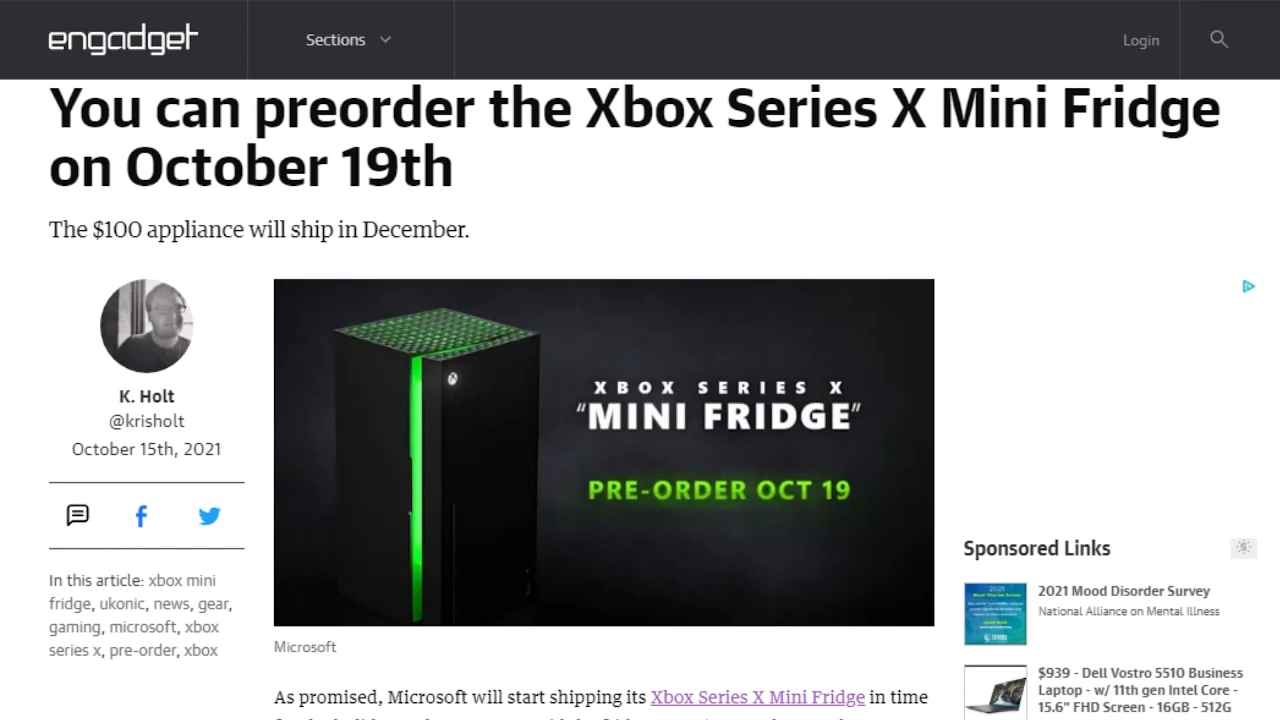 engadget
Sections
Login
You can preorder the Xbox Series X Mini Fridge
on October 19th
The $100 appliance will ship in December.
K. Holt
@krisholt
October 15th, 2021
In this article: xbox mini
fridge, ukonic, news, gear,
gaming, microsoft, xbox
series x, pre-order, xbox
XBOX SERIES X
“MINI FRIDGE”
PRE-ORDER OCT 19
Microsoft
As promised, Microsoft will start shipping its Xbox Series X Mini Fridge in time
Sponsored Links
2021
Mood Disorder Survey
2021 Mood Disorder Survey
National Alliance on Mental Illness
$939 - Dell Vostro 5510 Business
Laptop - w/ 11th gen Intel Core -
15.6" FHD Screen - 16GB - 512G